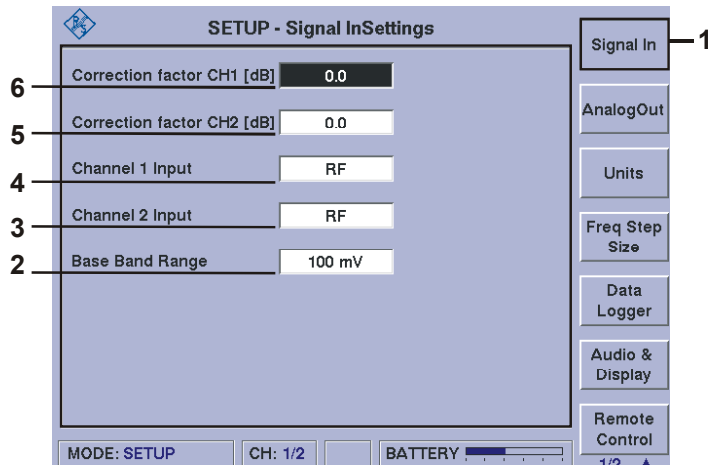 SETUP - Signal InSettings
Signal In
1
6
Correction factor CH1 [dB] 0.0
AnalogOut
5
Correction factor CH2 [dB] 0.0
4
Channel 1 Input RF
Units
3
Channel 2 Input RF
Freq Step
Size
2
Base Band Range 100 mV
Data
Logger
Audio &
Display
Remote
Control
MODE: SETUP CH: 1/2 BATTERY
1/2